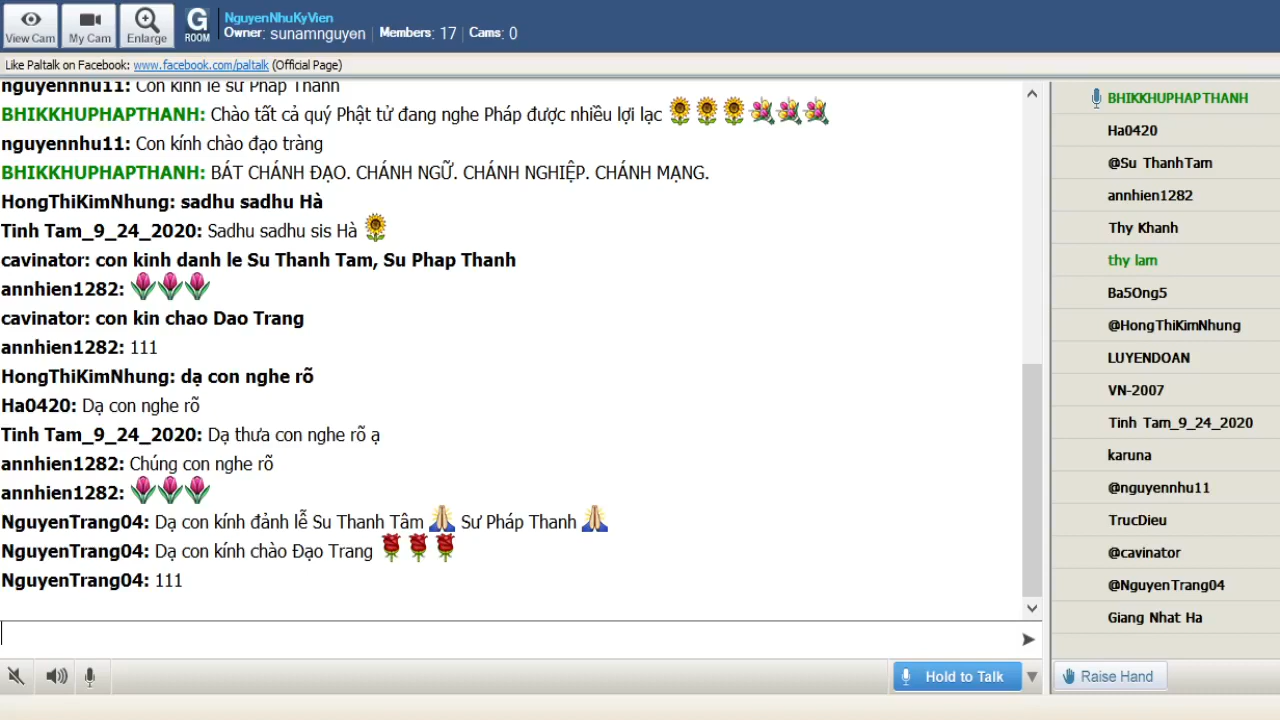 View Cam
My Cam
Enlarge
G
ROOM
NguyenNhuKyVien
Owner: sunamnguyen | Members: 17 | Cams: 0
Like Paltalk on Facebook: www.facebook.com/paltalk (Official Page)
nguyennhu11: Con kính lễ sư Pháp Thanh
BHIKKHUPHAPTHANH: Chào tất cả quý Phật tử đang nghe Pháp được nhiều lợi lạc
nguyennhu11: Con kính chào đạo tràng
BHIKKHUPHAPTHANH: BÁT CHÁNH ĐẠO. CHÁNH NGỮ. CHÁNH NGHIỆP. CHÁNH MẠNG.
HongThiKimNhung: sadhu sadhu Hà
Tinh Tam_9_24_2020: Sadhu sadhu sis Hà
cavinator: con kinh danh le Su Thanh Tam, Su Phap Thanh
annhien1282:
cavinator: con kin chao Dao Trang
annhien1282: 111
HongThiKimNhung: dạ con nghe rõ
Ha0420: Dạ con nghe rõ
Tinh Tam_9_24_2020: Dạ thưa con nghe rõ ạ
annhien1282: Chúng con nghe rõ
annhien1282:
NguyenTrang04: Dạ con kính đảnh lễ Su Thanh Tâm Sư Pháp Thanh
NguyenTrang04: Dạ con kính chào Đạo Trang
NguyenTrang04: 111
Hold to Talk
BHIKKHUPHAPTHANH
Ha0420
@Su ThanhTam
annhien1282
Thy Khanh
thy lam
Ba5Ong5
@HongThiKimNhung
LUYENDOAN
VN-2007
Tinh Tam_9_24_2020
karuna
@nguyennhu11
TrucDieu
@cavinator
@NguyenTrang04
Giang Nhat Ha
Raise Hand